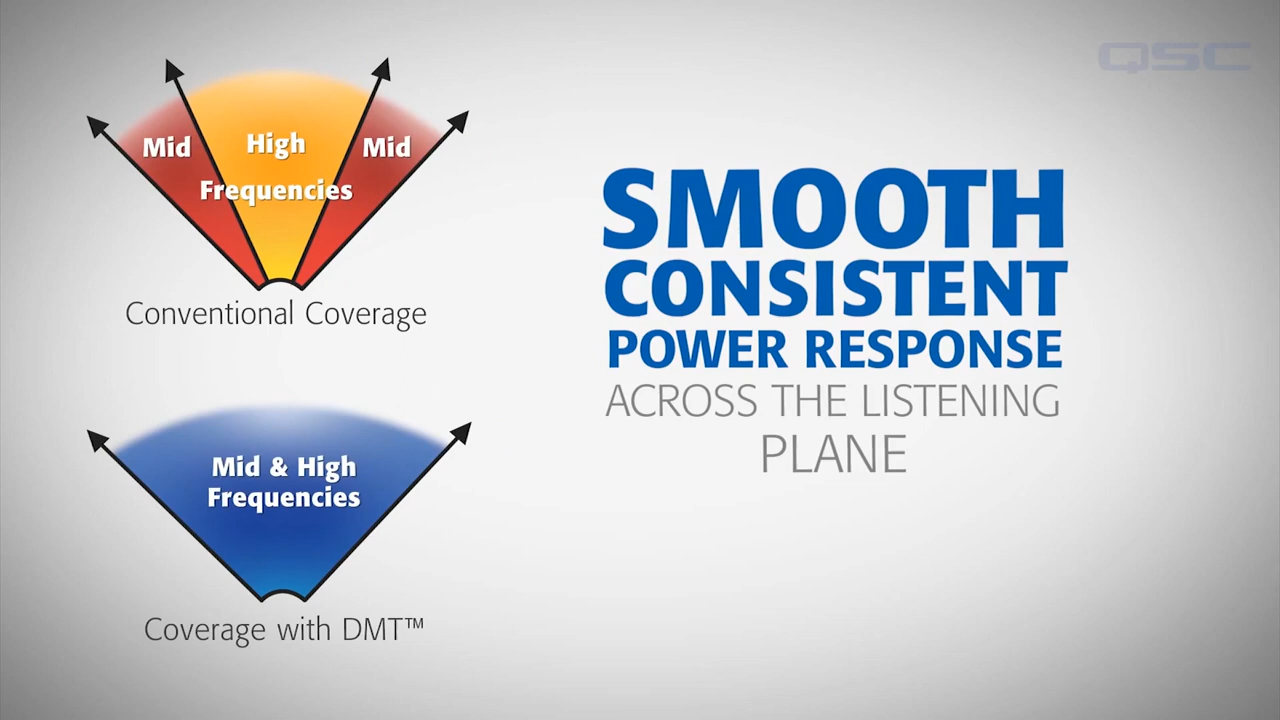 QSC
Mid High Mid
Frequencies
Conventional Coverage
Mid & High
Frequencies
Coverage with DMT™
SMOOTH
CONSISTENT
POWER RESPONSE
ACROSS THE LISTENING
PLANE